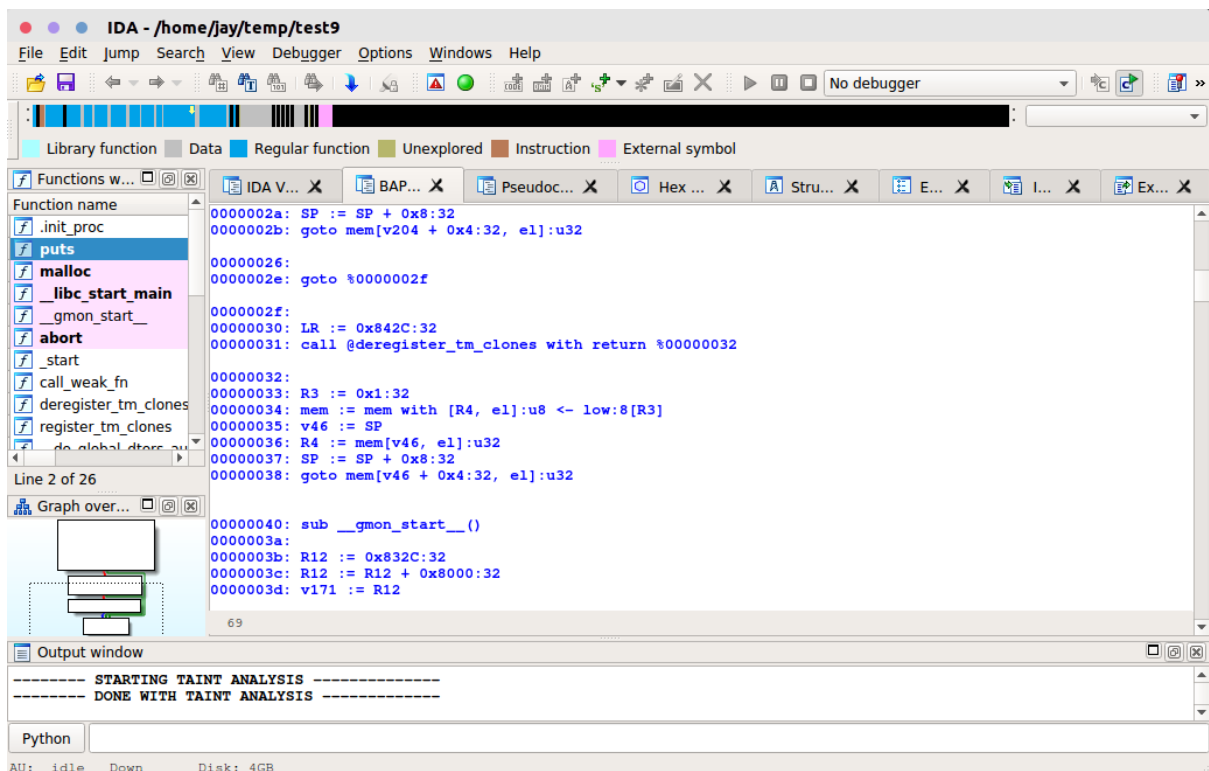 IDA - /home/jay/temp/test9
File Edit Jump Search View Debugger Options Windows Help
No debugger
Library function Data Regular function Unexplored Instruction External symbol
Functions w...
IDA V... BAP... Pseudoc... Hex ... Stru... E... I... Ex...
Function name
.init_proc
puts
malloc
__libc_start_main
__gmon_start__
abort
_start
call_weak_fn
deregister_tm_clones
register_tm_clones
Line 2 of 26
Graph over...
0000002a: SP := SP + 0x8:32
0000002b: goto mem[v204 + 0x4:32, el]:u32
00000026:
0000002e: goto %0000002f
0000002f:
00000030: LR := 0x842C:32
00000031: call @deregister_tm_clones with return %00000032
00000032:
00000033: R3 := 0x1:32
00000034: mem := mem with [R4, el]:u8 <- low:8[R3]
00000035: v46 := SP
00000036: R4 := mem[v46, el]:u32
00000037: SP := SP + 0x8:32
00000038: goto mem[v46 + 0x4:32, el]:u32
00000040: sub __gmon_start__()
0000003a:
0000003b: R12 := 0x832C:32
0000003c: R12 := R12 + 0x8000:32
0000003d: v171 := R12
69
Output window
-------- STARTING TAINT ANALYSIS --------------
-------- DONE WITH TAINT ANALYSIS -------------
Python
AU: idle Down Disk: 4GB